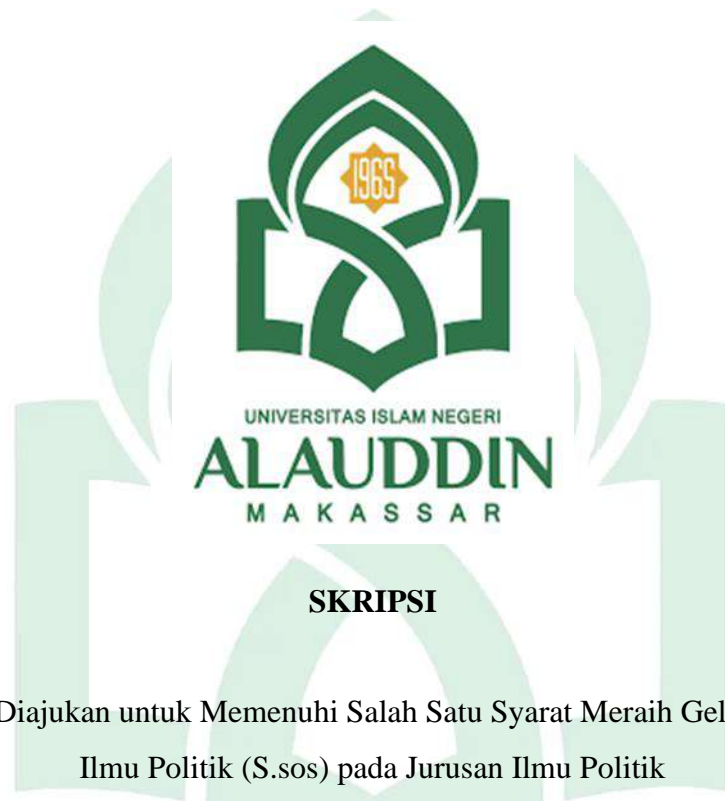 1965
UNIVERSITAS ISLAM NEGERI
ALAUDDIN
MAKASSAR
SKRIPSI
Diajukan untuk Memenuhi Salah Satu Syarat Meraih Gel
Ilmu Politik (S.sos) pada Jurusan Ilmu Politik